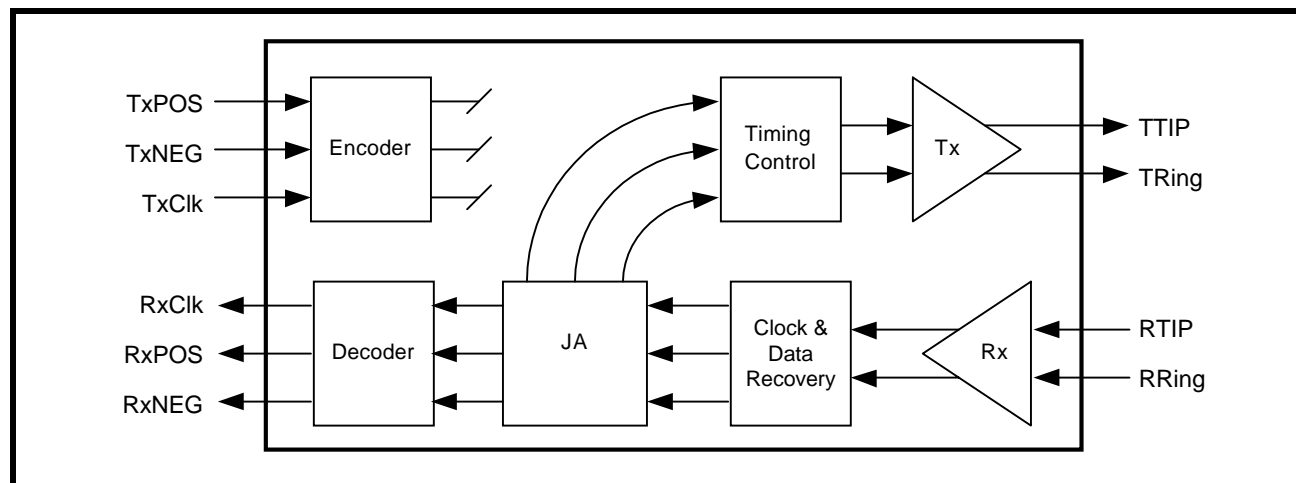 TxPOS
TxNEG
TxClk
Encoder
Timing
Control
Tx
TTIP
TRing
RxClk
RxPOS
RxNEG
Decoder
JA
Clock &
Data
Recovery
Rx
RTIP
RRing